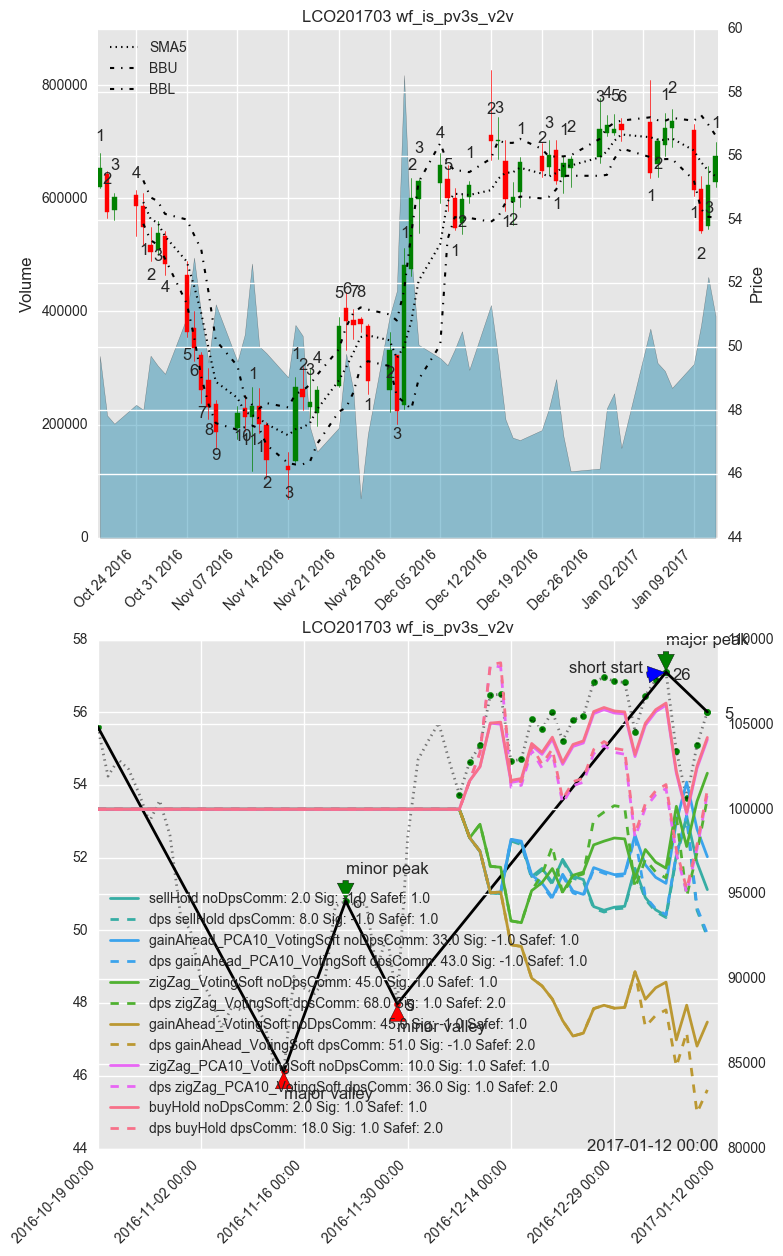 LCO201703 wf_is_pv3s_v2v
SMA5
BBU
BBL
800000
600000
400000
200000
0
Volume
60
58
56
54
52
50
48
46
44
Price
Oct 24 2016
Oct 31 2016
Nov 07 2016
Nov 14 2016
Nov 21 2016
Nov 28 2016
Dec 05 2016
Dec 12 2016
Dec 19 2016
Dec 26 2016
Jan 02 2017
Jan 09 2017
LCO201703 wf_is_pv3s_v2v
58
56
54
52
50
48
46
44
110000
105000
100000
95000
90000
85000
80000
major peak
short start
26
5
minor peak
6
5
minor valley
major valley
sellHold noDpsComm: 2.0 Sig: -1.0 Safef: 1.0
dps sellHold dpsComm: 8.0 Sig: -1.0 Safef: 1.0
gainAhead_PCA10_VotingSoft noDpsComm: 33.0 Sig: -1.0 Safef: 1.0
dps gainAhead_PCA10_VotingSoft dpsComm: 43.0 Sig: -1.0 Safef: 1.0
zigZag_VotingSoft noDpsComm: 45.0 Sig: 1.0 Safef: 1.0
dps zigZag_VotingSoft dpsComm: 68.0 Sig: 1.0 Safef: 2.0
gainAhead_VotingSoft noDpsComm: 45.0 Sig: -1.0 Safef: 1.0
dps gainAhead_VotingSoft dpsComm: 51.0 Sig: -1.0 Safef: 2.0
zigZag_PCA10_VotingSoft noDpsComm: 10.0 Sig: 1.0 Safef: 1.0
dps zigZag_PCA10_VotingSoft dpsComm: 36.0 Sig: 1.0 Safef: 2.0
buyHold noDpsComm: 2.0 Sig: 1.0 Safef: 1.0
dps buyHold dpsComm: 18.0 Sig: 1.0 Safef: 2.0
2017-01-12 00:00
2016-10-19 00:00
2016-11-02 00:00
2016-11-16 00:00
2016-11-30 00:00
2016-12-14 00:00
2016-12-29 00:00
2017-01-12 00:00